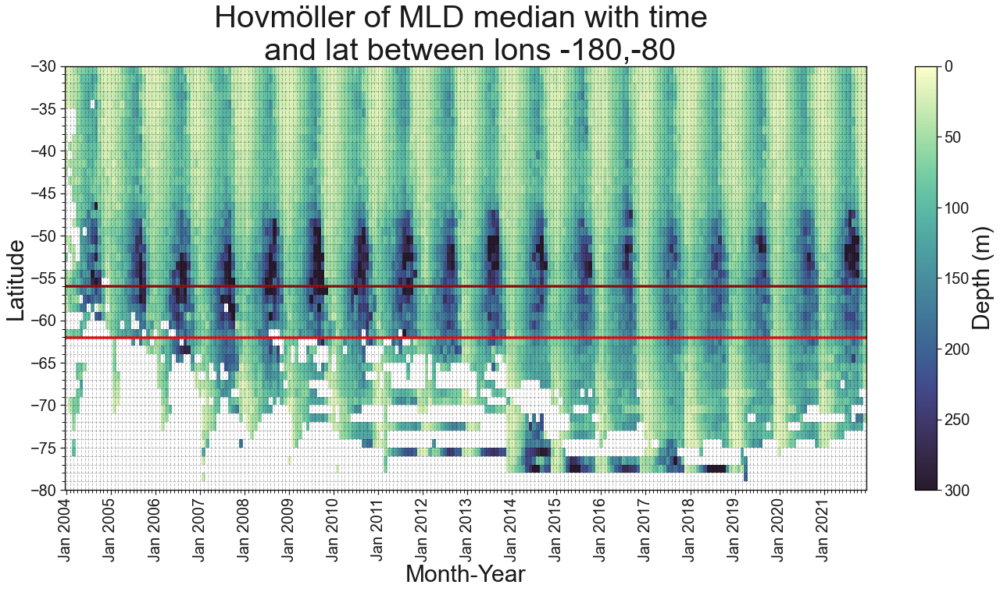 Hovmöller of MLD median with time
and lat between lons -180,-80
Latitude
−30
−35
−40
−45
−50
−55
−60
−65
−70
−75
−80
Jan 2004
Jan 2005
Jan 2006
Jan 2007
Jan 2008
Jan 2009
Jan 2010
Jan 2011
Jan 2012
Jan 2013
Jan 2014
Jan 2015
Jan 2016
Jan 2017
Jan 2018
Jan 2019
Jan 2020
Jan 2021
Month-Year
0
50
100
150
200
250
300
Depth (m)